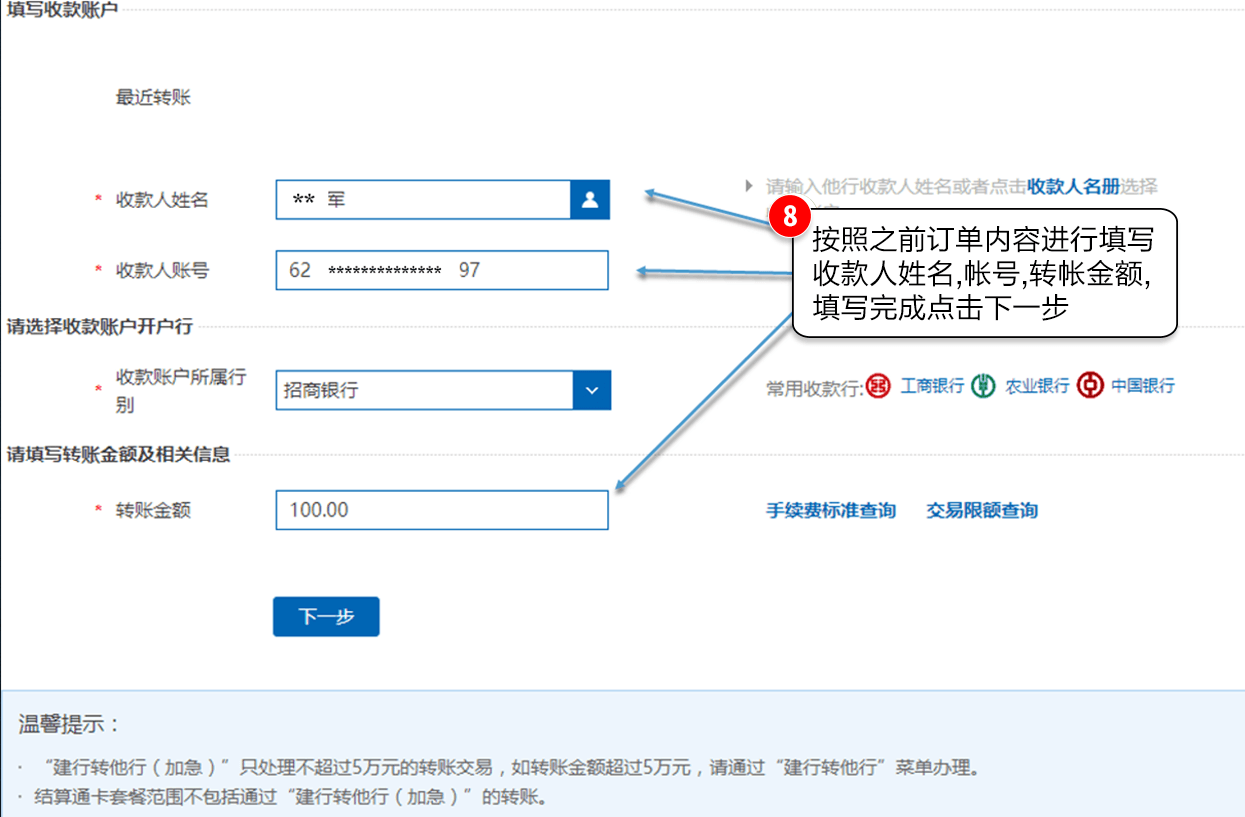 填写收款账户
最近转账
* 收款人姓名
** 军
请输入他行收款人姓名或者点击收款人名册选择
8
按照之前订单内容进行填写
收款人姓名,帐号,转帐金额,
填写完成点击下一步
* 收款人账号
62 ************** 97
请选择收款账户开户行
* 收款账户所属行
别
招商银行
常用收款行: 工商银行 农业银行 中国银行
请填写转账金额及相关信息
* 转账金额
100.00
手续费标准查询 交易限额查询
下一步
温馨提示：
· “建行转他行（加急）”只处理不超过5万元的转账交易，如转账金额超过5万元，请通过“建行转他行”菜单办理。
· 结算通卡套餐范围不包括通过“建行转他行（加急）”的转账。